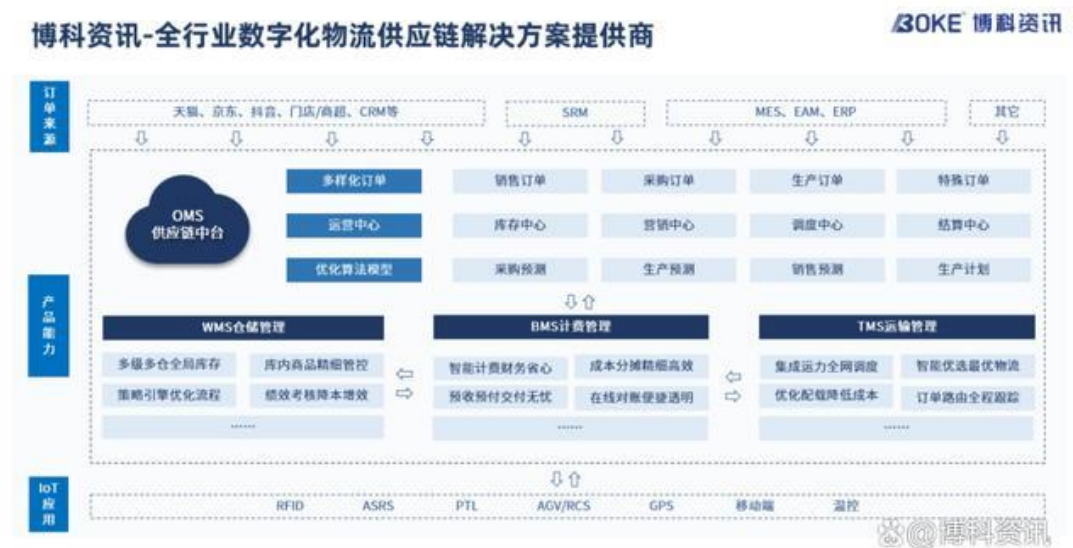 博科资讯-全行业数字化物流供应链解决方案提供商
BOKE 博科资讯
订单来源
天猫、京东、抖音、门店/商超、CRM等
SRM
MES、EAM、ERP
其它
产品能力
OMS
供应链中台
多样化订单 销售订单 采购订单 生产订单 特殊订单
运营中心 库存中心 营销中心 调度中心 结算中心
优化算法模型 采购预测 生产预测 销售预测 生产计划
WMS仓储管理
多级多仓全局库存 库内商品精细管控
策略引擎优化流程 绩效考核降本增效
......
BMS计费管理
智能计费财务省心 成本分摊精细高效
预收预付交付无忧 在线对账便捷透明
......
TMS运输管理
集成运力全网调度 智能优选最优物流
优化配载降低成本 订单路由全程跟踪
......
IoT应用
RFID ASRS PTL AGV/RCS GPS 移动端 温控
@博科资讯